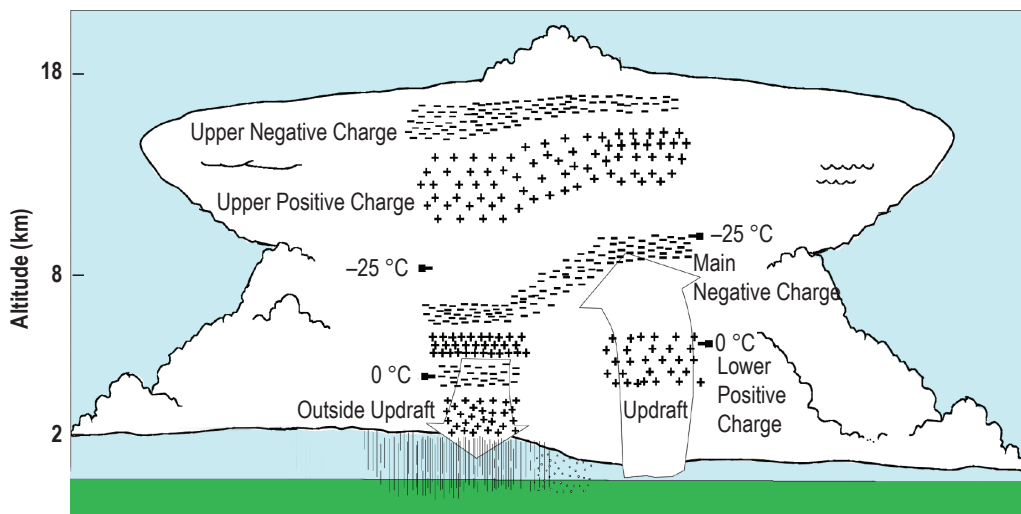 18
Upper Negative Charge
Upper Positive Charge
–25 °C
–25 °C
Main
Negative Charge
8
Altitude (km)
0 °C
0 °C
Lower
Positive
Charge
Outside Updraft
Updraft
2